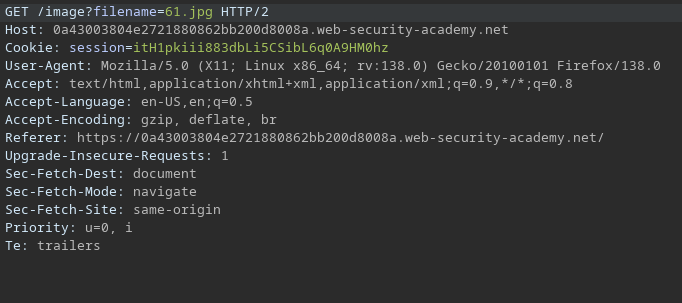 GET /image?filename=61.jpg HTTP/2
Host: 0a43003804e2721880862bb200d8008a.web-security-academy.net
Cookie: session=itH1pkiii883dbLi5CSibL6q0A9HM0hz
User-Agent: Mozilla/5.0 (X11; Linux x86_64; rv:138.0) Gecko/20100101 Firefox/138.0
Accept: text/html,application/xhtml+xml,application/xml;q=0.9,*/*;q=0.8
Accept-Language: en-US,en;q=0.5
Accept-Encoding: gzip, deflate, br
Referer: https://0a43003804e2721880862bb200d8008a.web-security-academy.net/
Upgrade-Insecure-Requests: 1
Sec-Fetch-Dest: document
Sec-Fetch-Mode: navigate
Sec-Fetch-Site: same-origin
Priority: u=0, i
Te: trailers